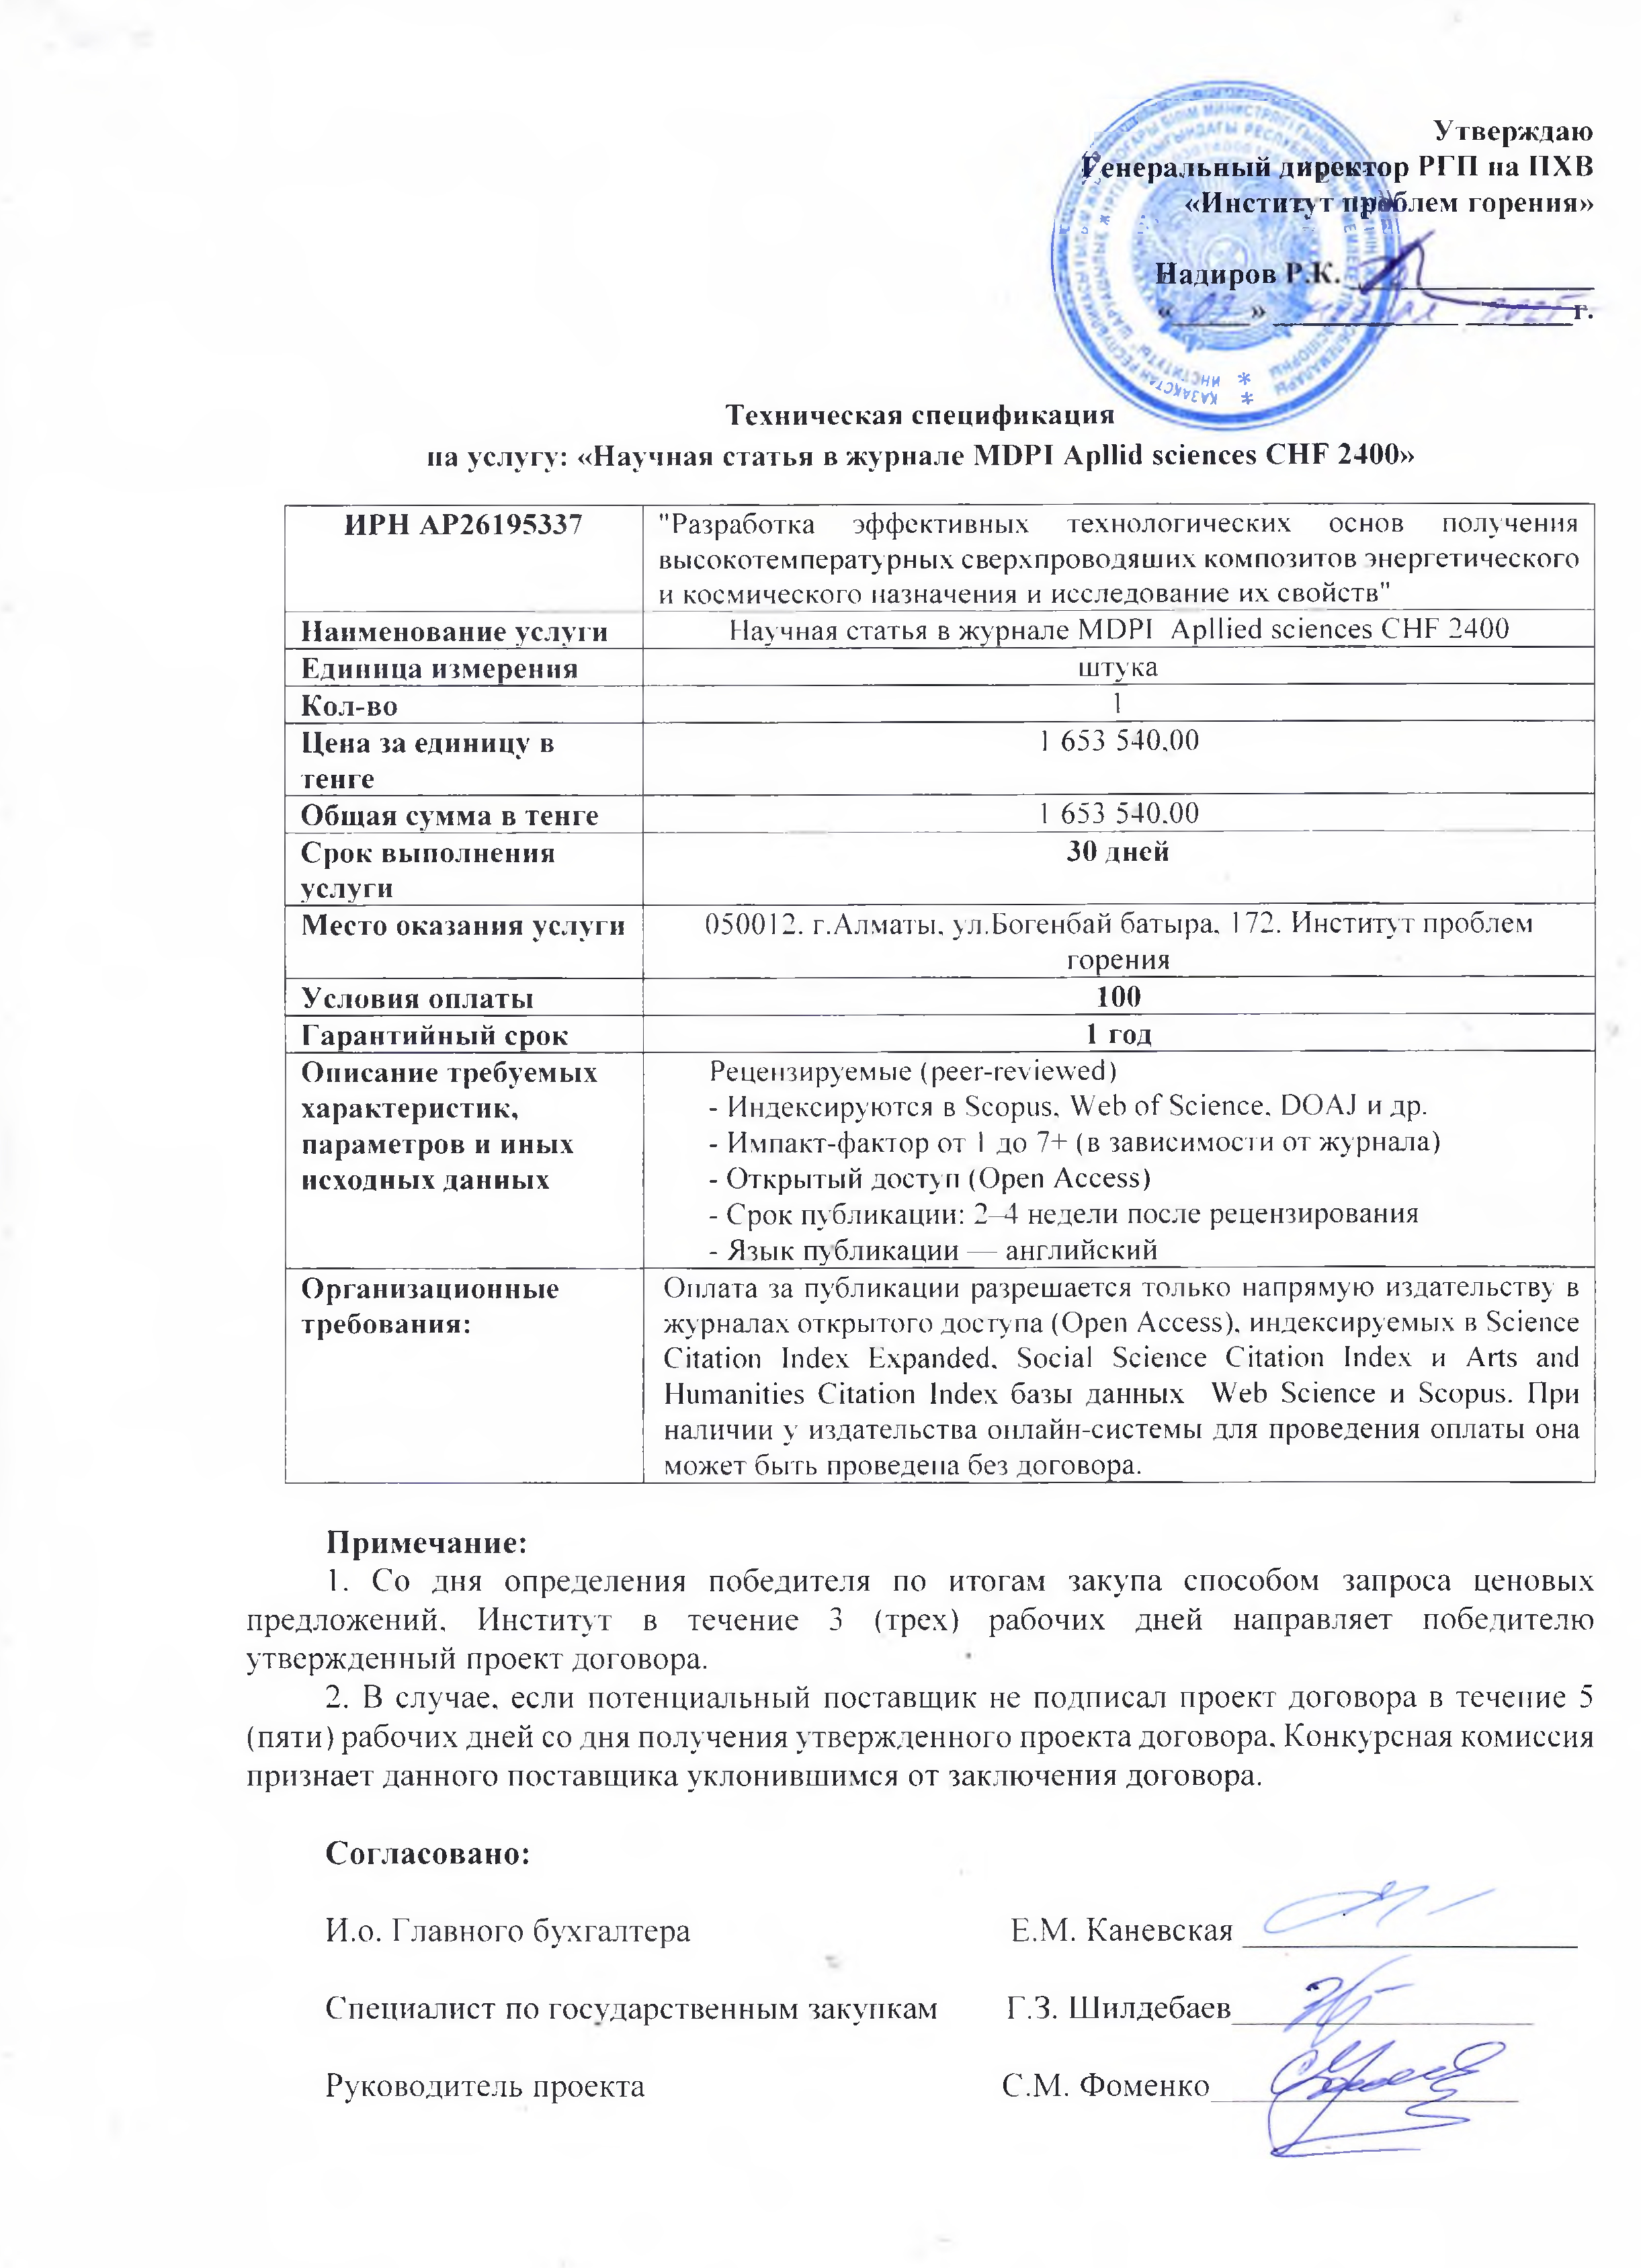 Утверждаю
Генеральный директор РГП на ПХВ
«Институт проблем горения»
Надиров Р.К.
« 07 » 2025 г.
Техническая спецификация
на услугу: «Научная статья в журнале MDPI Apllid sciences CHF 2400»
ИРН AP26195337
"Разработка эффективных технологических основ получения
высокотемпературных сверхпроводящих композитов энергетического
и космического назначения и исследование их свойств"
Наименование услуги
Научная статья в журнале MDPI Apllied sciences CHF 2400
Единица измерения
штука
Кол-во
1
Цена за единицу в
тенге
1 653 540,00
Общая сумма в тенге
1 653 540,00
Срок выполнения
услуги
30 дней
Место оказания услуги
050012, г.Алматы, ул.Богенбай батыра, 172. Институт проблем
горения
Условия оплаты
100
Гарантийный срок
1 год
Описание требуемых
характеристик,
параметров и иных
исходных данных
Рецензируемые (peer-reviewed)
- Индексируются в Scopus, Web of Science, DOAJ и др.
- Импакт-фактор от 1 до 7+ (в зависимости от журнала)
- Открытый доступ (Open Access)
- Срок публикации: 2–4 недели после рецензирования
- Язык публикации — английский
Организационные
требования:
Оплата за публикации разрешается только напрямую издательству в
журналах открытого доступа (Open Access), индексируемых в Science
Citation Index Expanded, Social Science Citation Index и Arts and
Humanities Citation Index базы данных Web Science и Scopus. При
наличии у издательства онлайн-системы для проведения оплаты она
может быть проведена без договора.
Примечание:
1. Со дня определения победителя по итогам закупа способом запроса ценовых
предложений, Институт в течение 3 (трех) рабочих дней направляет победителю
утвержденный проект договора.
2. В случае, если потенциальный поставщик не подписал проект договора в течение 5
(пяти) рабочих дней со дня получения утвержденного проекта договора, Конкурсная комиссия
признает данного поставщика уклонившимся от заключения договора.
Согласовано:
И.о. Главного бухгалтера Е.М. Каневская
Специалист по государственным закупкам Г.З. Шилдебаев
Руководитель проекта С.М. Фоменко